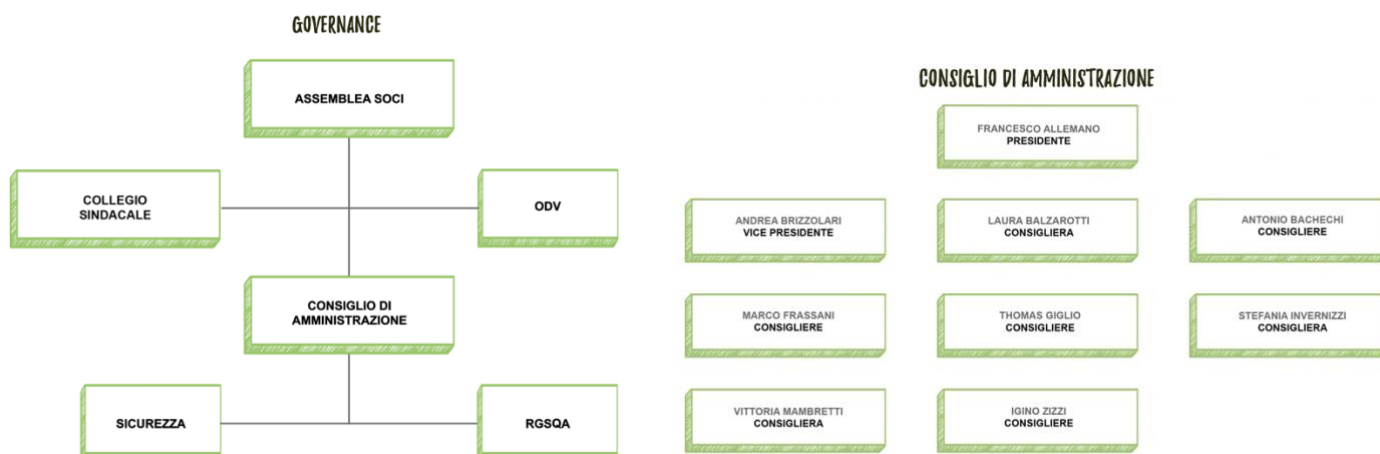 GOVERNANCE
ASSEMBLEA SOCI
COLLEGIO
SINDACALE
ODV
CONSIGLIO DI
AMMINISTRAZIONE
SICUREZZA
RGSQA
CONSIGLIO DI AMMINISTRAZIONE
FRANCESCO ALLEMANO
PRESIDENTE
ANDREA BRIZZOLARI
VICE PRESIDENTE
LAURA BALZAROTTI
CONSIGLIERA
ANTONIO BACHECHI
CONSIGLIERE
MARCO FRASSANI
CONSIGLIERE
THOMAS GIGLIO
CONSIGLIERE
STEFANIA INVERNIZZI
CONSIGLIERA
VITTORIA MAMBRETTI
CONSIGLIERA
IGINO ZIZZI
CONSIGLIERE